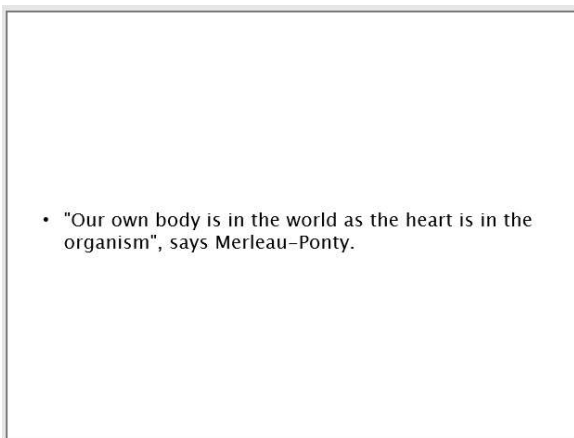 • "Our own body is in the world as the heart is in the
organism", says Merleau-Ponty.